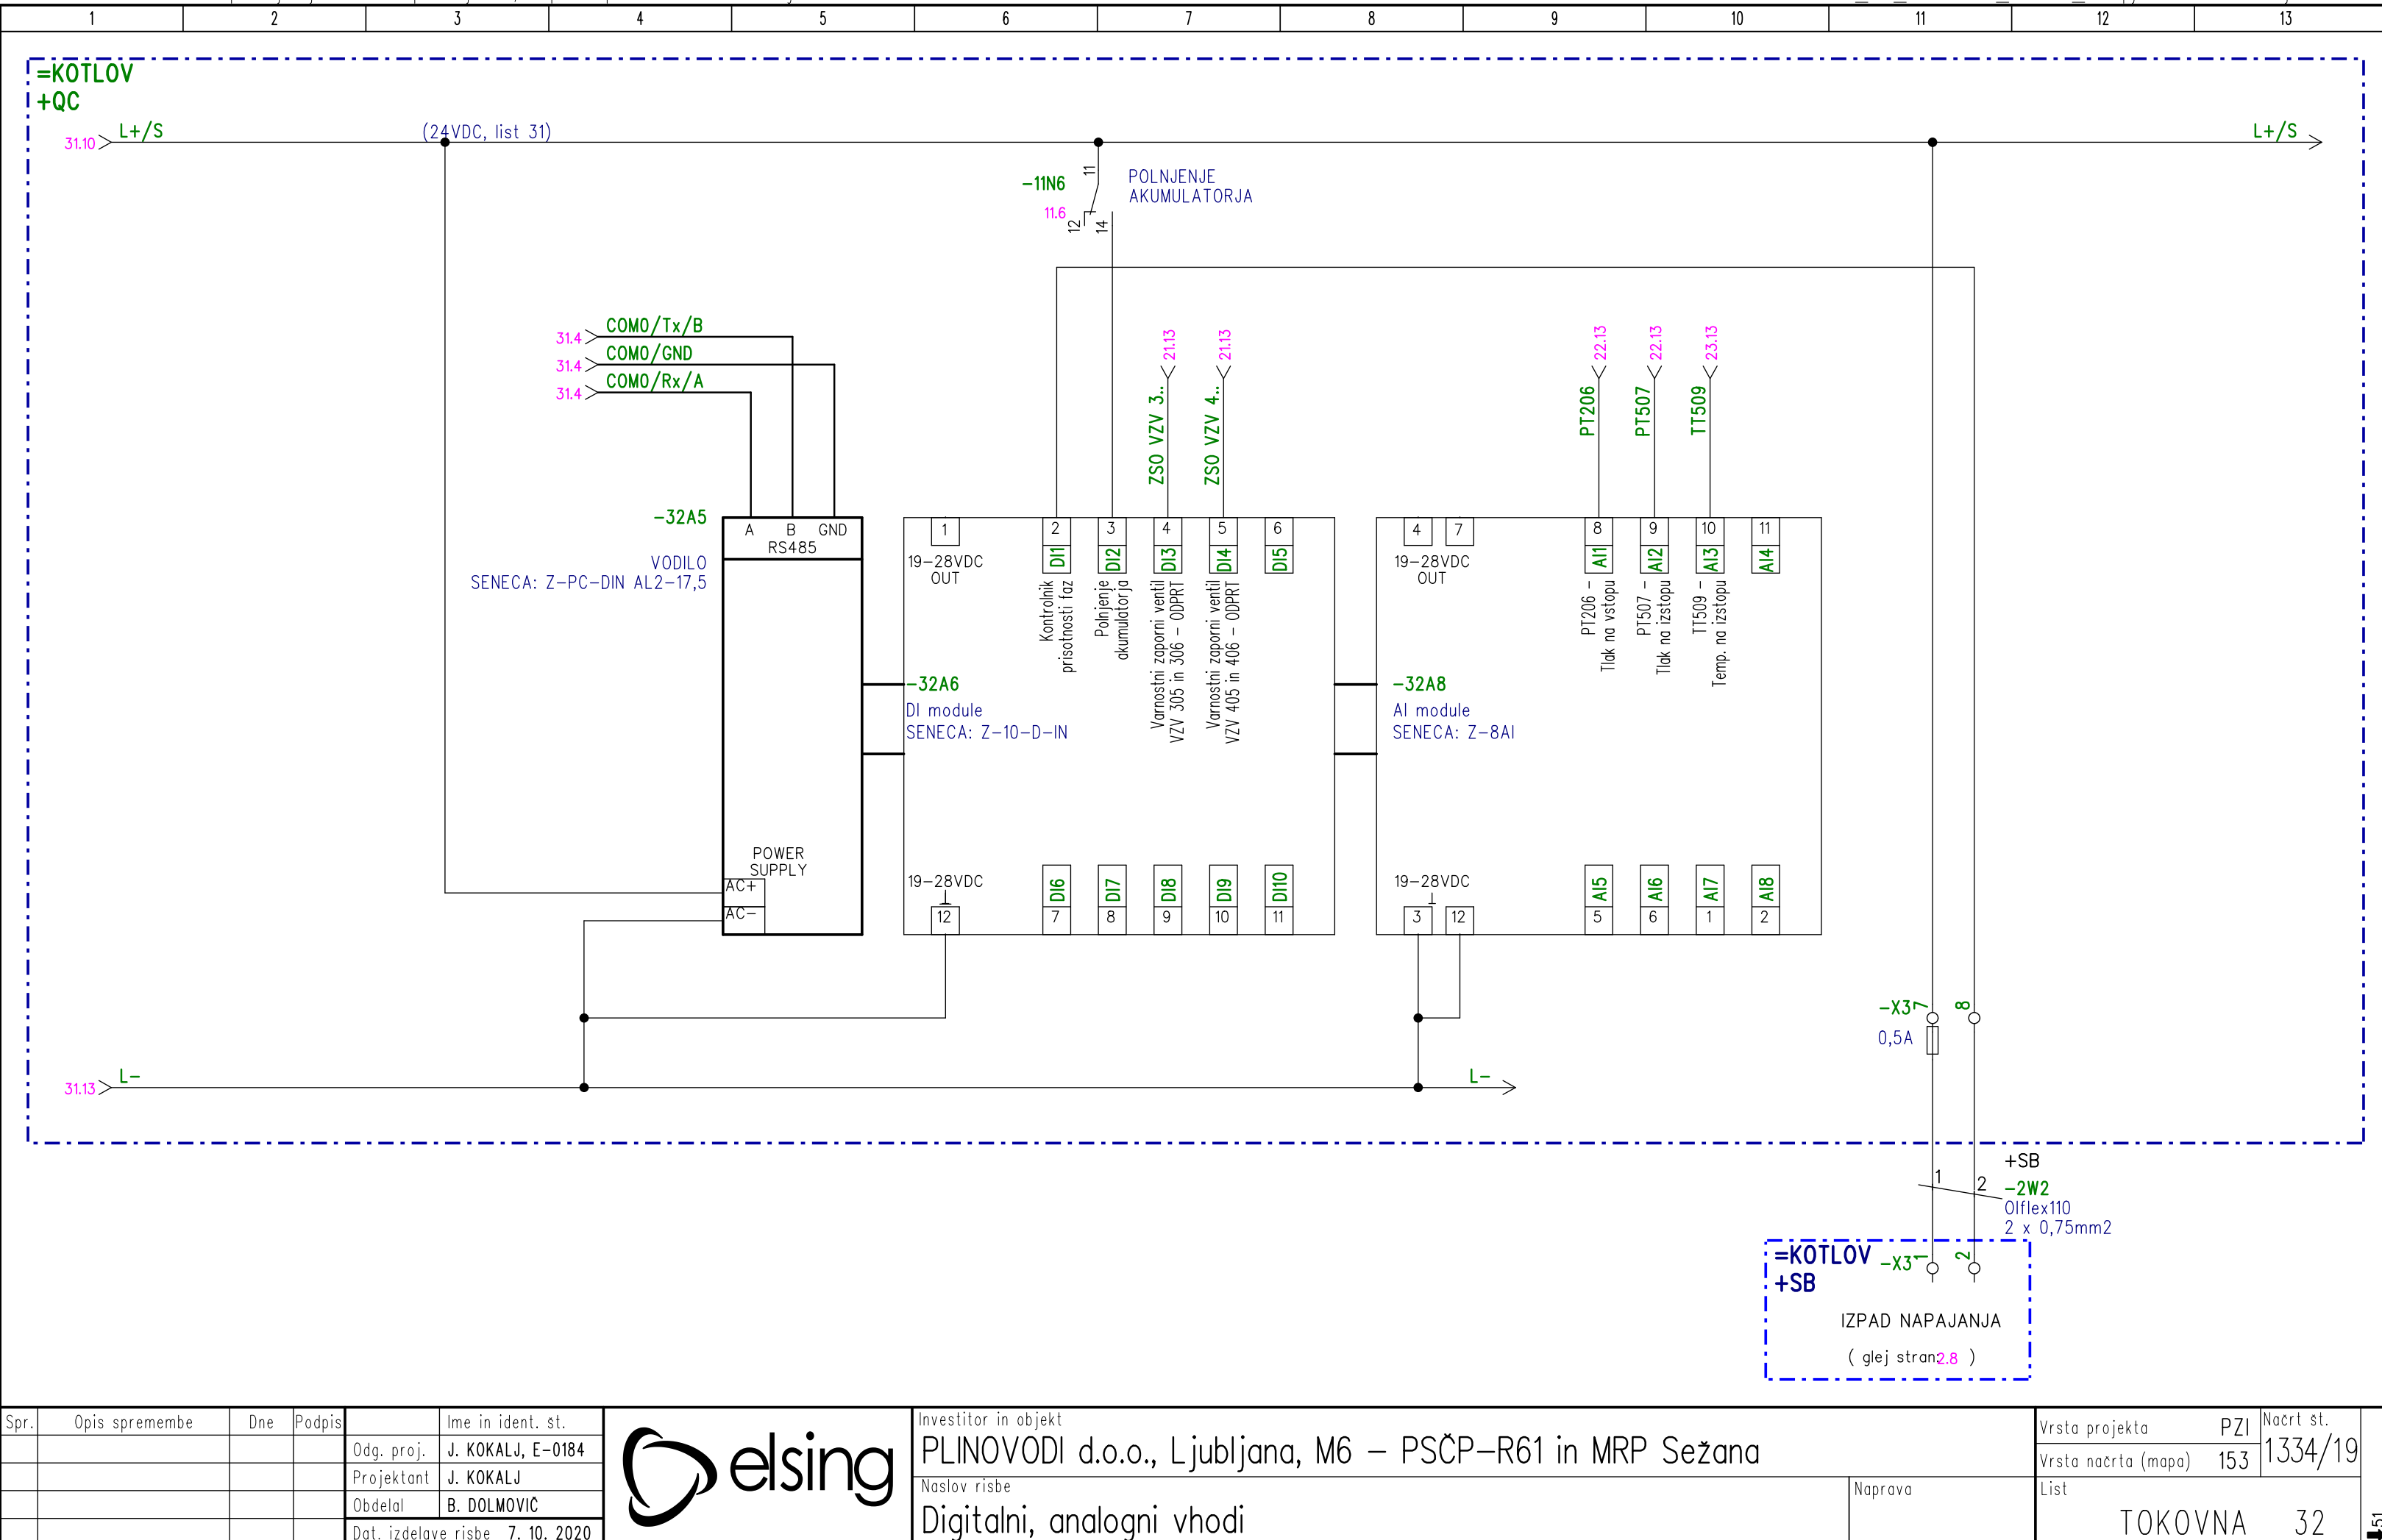 1 2 3 4 5 6 7 8 9 10 11 12 13
=KOTLOV
+QC
31.10 L+/S
(24VDC, list 31)
L+/S
-11N6
11.6
11
12
14
POLNJENJE
AKUMULATORJA
31.4 COM0/Tx/B
31.4 COM0/GND
31.4 COM0/Rx/A
21.13
ZSO VZV 3..
21.13
ZSO VZV 4..
22.13
PT206
22.13
PT507
23.13
TT509
-32A5
VODILO
SENECA: Z-PC-DIN AL2-17,5
A B GND
RS485
POWER
SUPPLY
AC+
AC-
1
19-28VDC
OUT
2 3 4 5 6
DI1 DI2 DI3 DI4 DI5
Kontrolnik
prisotnosti faz
Polnjenje
akumulatorja
Varnostni zaporni ventil
VZV 305 in 306 - ODPRT
Varnostni zaporni ventil
VZV 405 in 406 - ODPRT
-32A6
DI module
SENECA: Z-10-D-IN
19-28VDC
12
DI6 DI7 DI8 DI9 DI10
7 8 9 10 11
4 7
19-28VDC
OUT
8 9 10 11
AI1 AI2 AI3 AI4
PT206 -
Tlak na vstopu
PT507 -
Tlak na izstopu
TT509 -
Temp. na izstopu
-32A8
AI module
SENECA: Z-8AI
19-28VDC
3 12
AI5 AI6 AI7 AI8
5 6 1 2
-X3 7 8
0,5A
31.13 L-
L-
+SB
1 2
-2W2
Olflex110
2 x 0,75mm2
=KOTLOV
+SB
-X3 1 2
IZPAD NAPAJANJA
( glej stran:2.8 )
Spr. Opis spremembe Dne Podpis
Ime in ident. št.
Odg. proj. J. KOKALJ, E-0184
Projektant J. KOKALJ
Obdelal B. DOLMOVIČ
Dat. izdelave risbe 7. 10. 2020
elsing
Investitor in objekt
PLINOVODI d.o.o., Ljubljana, M6 - PSČP-R61 in MRP Sežana
Naslov risbe
Digitalni, analogni vhodi
Naprava
Vrsta projekta PZI
Vrsta načrta (mapa) 153
Načrt št.
1334/19
List
TOKOVNA 32
51